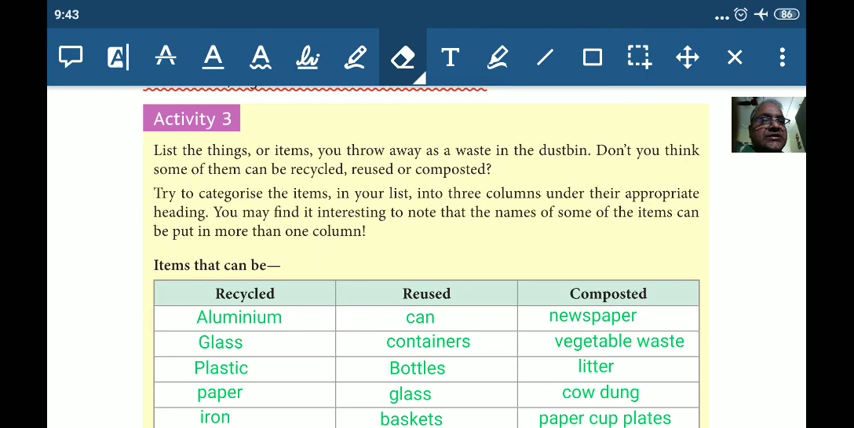 9:43
86
Activity 3
List the things, or items, you throw away as a waste in the dustbin. Don't you think
some of them can be recycled, reused or composted?
Try to categorise the items, in your list, into three columns under their appropriate
heading. You may find it interesting to note that the names of some of the items can
be put in more than one column!
Items that can be—
Recycled Reused Composted
Aluminium can newspaper
Glass containers vegetable waste
Plastic Bottles litter
paper glass cow dung
iron baskets paper cup plates